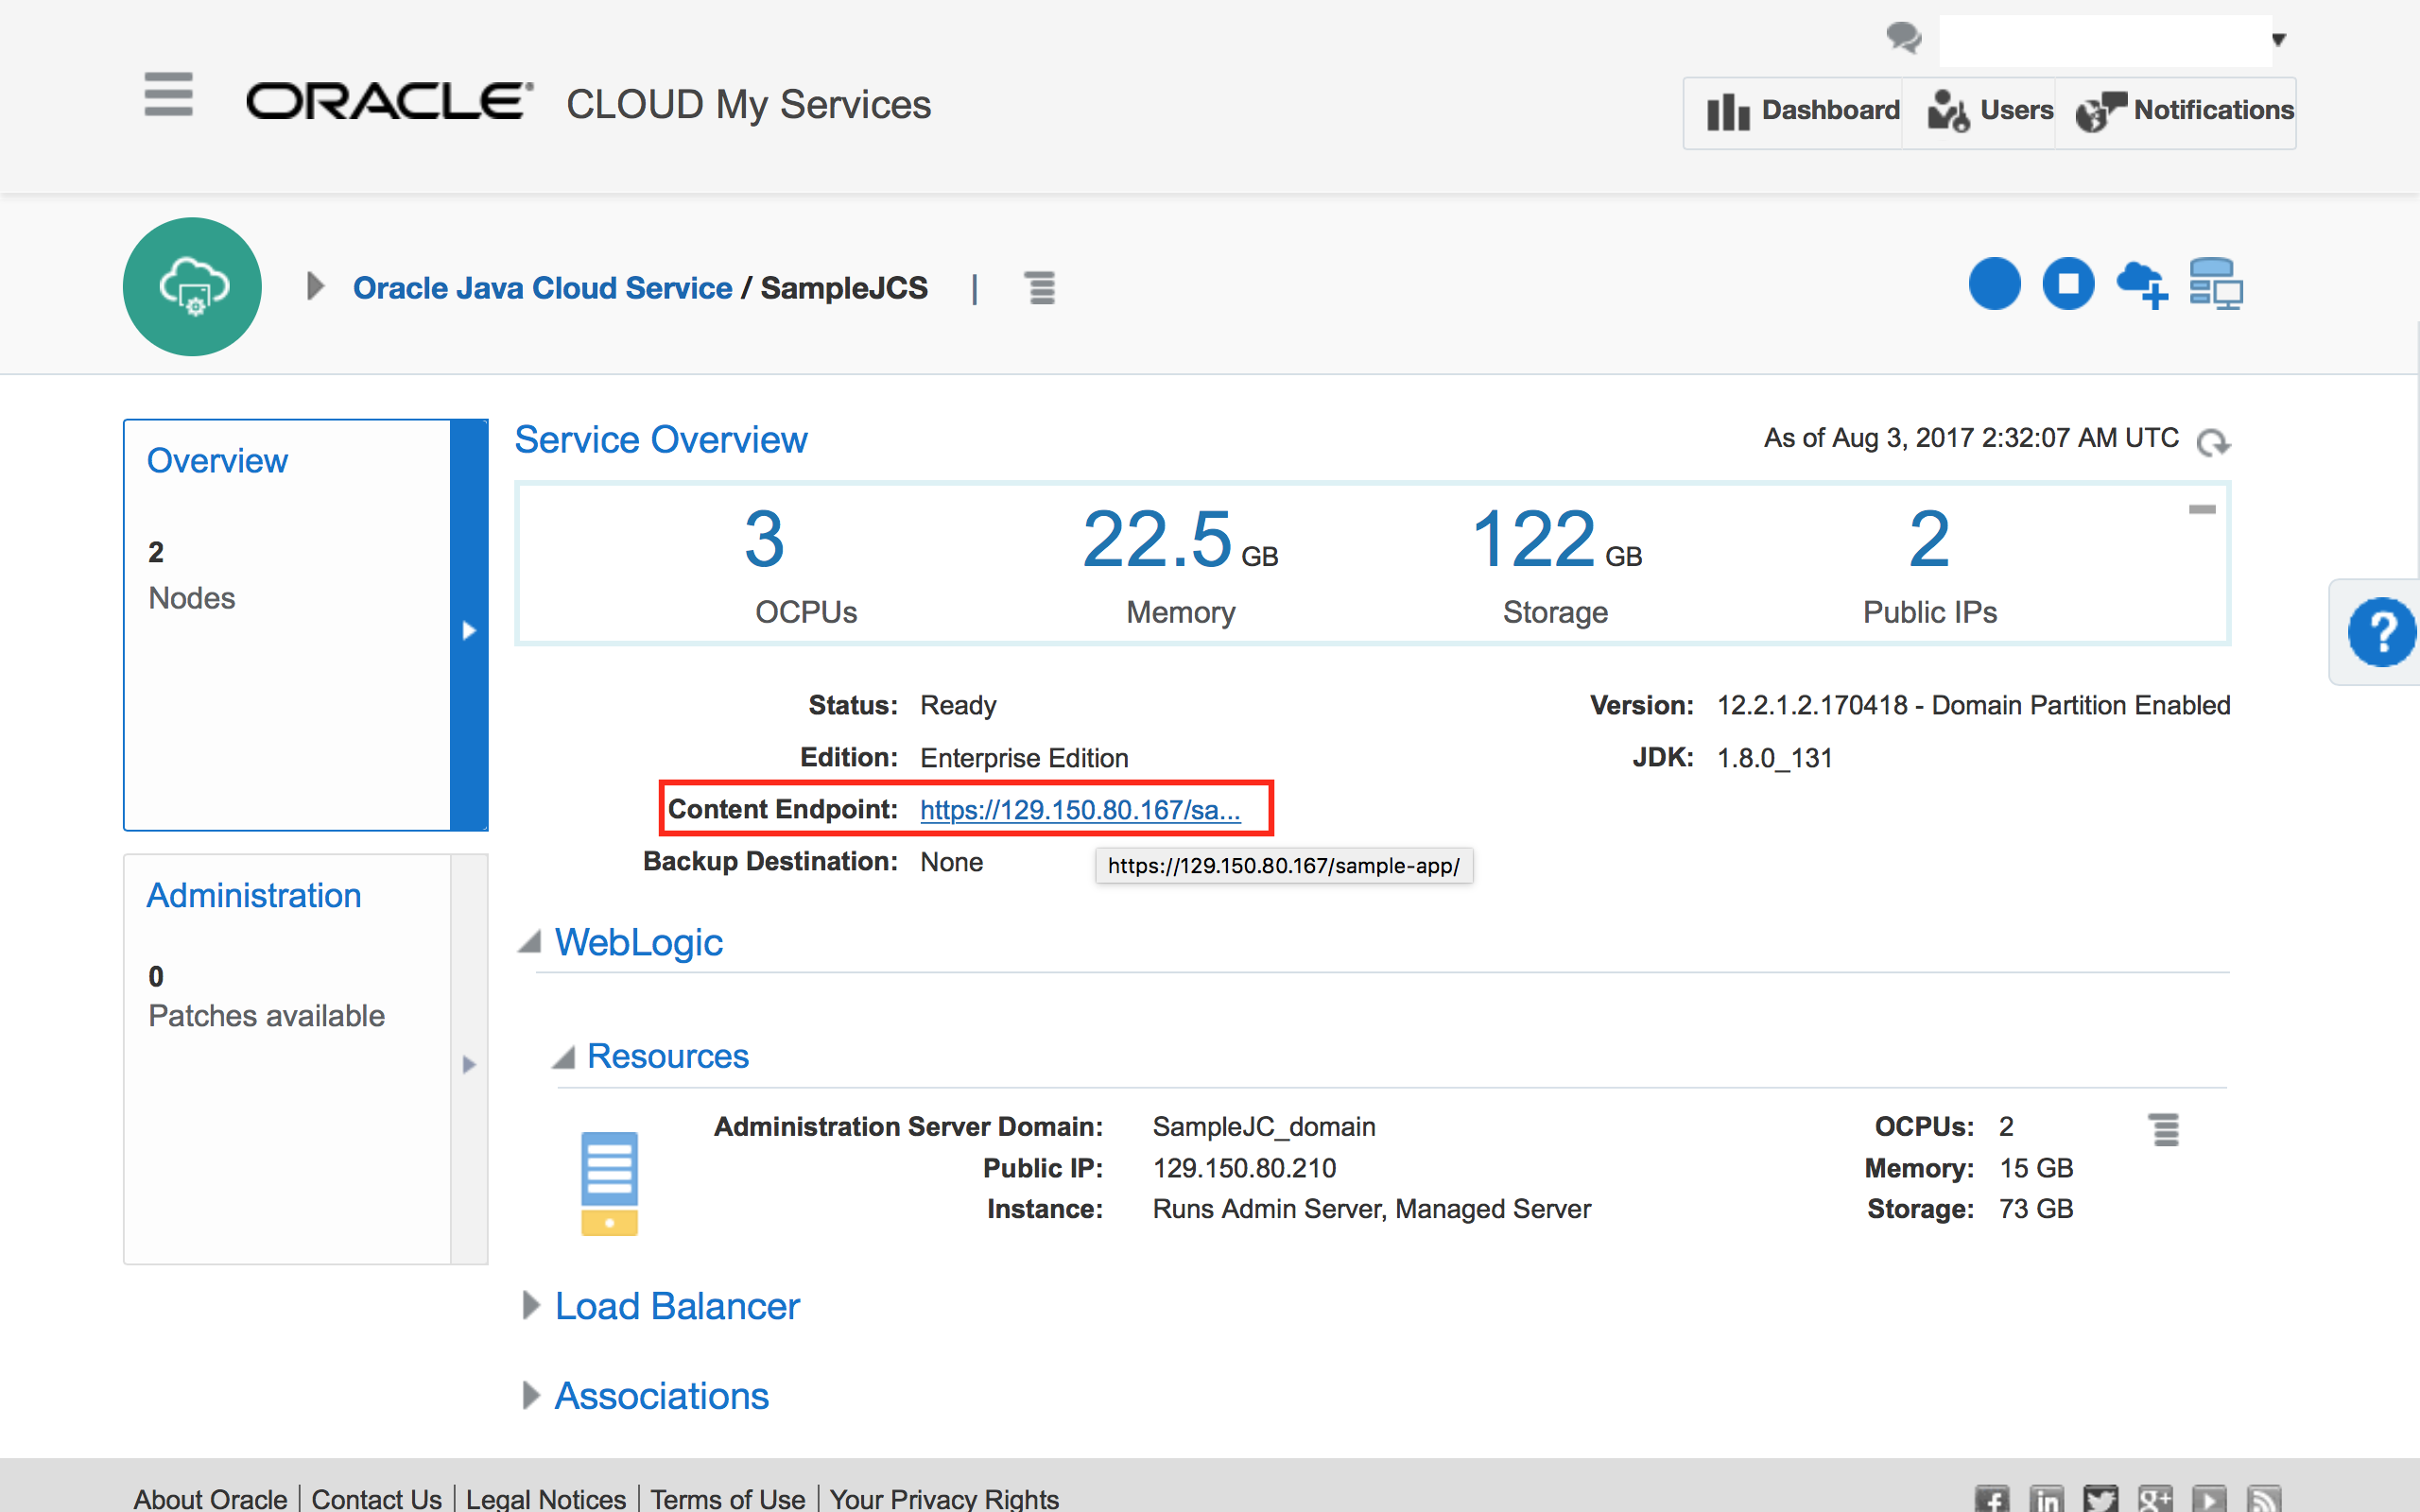 ORACLE CLOUD My Services
Dashboard Users Notifications
Oracle Java Cloud Service / SampleJCS |
Overview
2
Nodes
Administration
0
Patches available
Service Overview
As of Aug 3, 2017 2:32:07 AM UTC
3 22.5 GB 122 GB 2
OCPUs Memory Storage Public IPs
Status: Ready
Edition: Enterprise Edition
Content Endpoint: https://129.150.80.167/sa...
Backup Destination: None
https://129.150.80.167/sample-app/
Version: 12.2.1.2.170418 - Domain Partition Enabled
JDK: 1.8.0_131
?
WebLogic
Resources
Administration Server Domain: SampleJC_domain
Public IP: 129.150.80.210
Instance: Runs Admin Server, Managed Server
OCPUs: 2
Memory: 15 GB
Storage: 73 GB
Load Balancer
Associations
About Oracle | Contact Us | Legal Notices | Terms of Use | Your Privacy Rights
f in g+